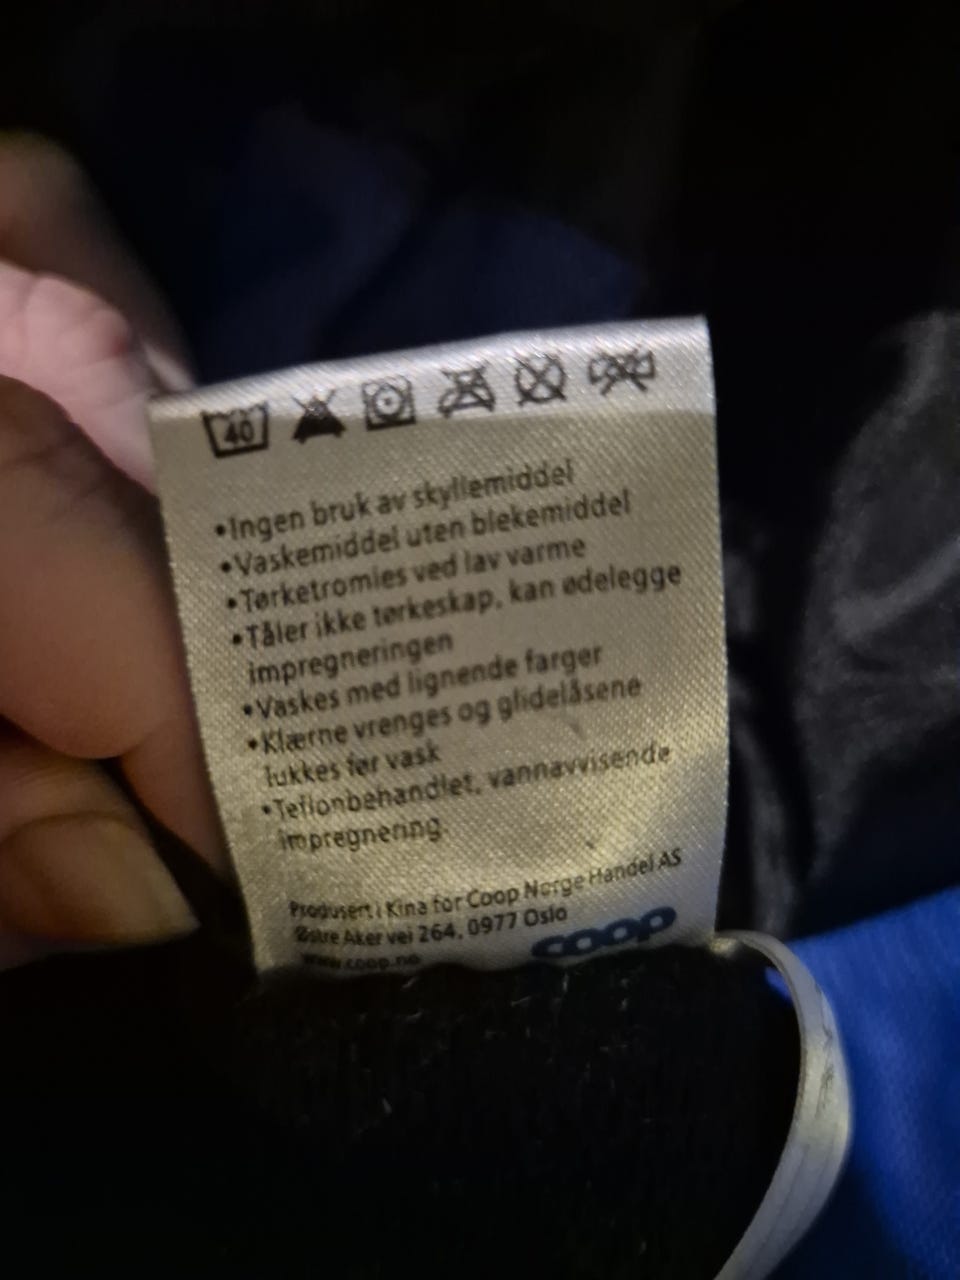 40
•Ingen bruk av skyllemiddel
•Vaskemiddel uten blekemiddel
•Tørketromles ved lav varme
•Tåler ikke tørkeskap, kan ødelegge
impregneringen
•Vaskes med lignende farger
•Klærne vrenges og glidelåsene
lukkes før vask
•Teflonbehandlet, vannavvisende
impregnering.
Produsert i Kina for Coop Norge Handel AS
Østre Aker vei 264, 0977 Oslo
www.coop.no
coop